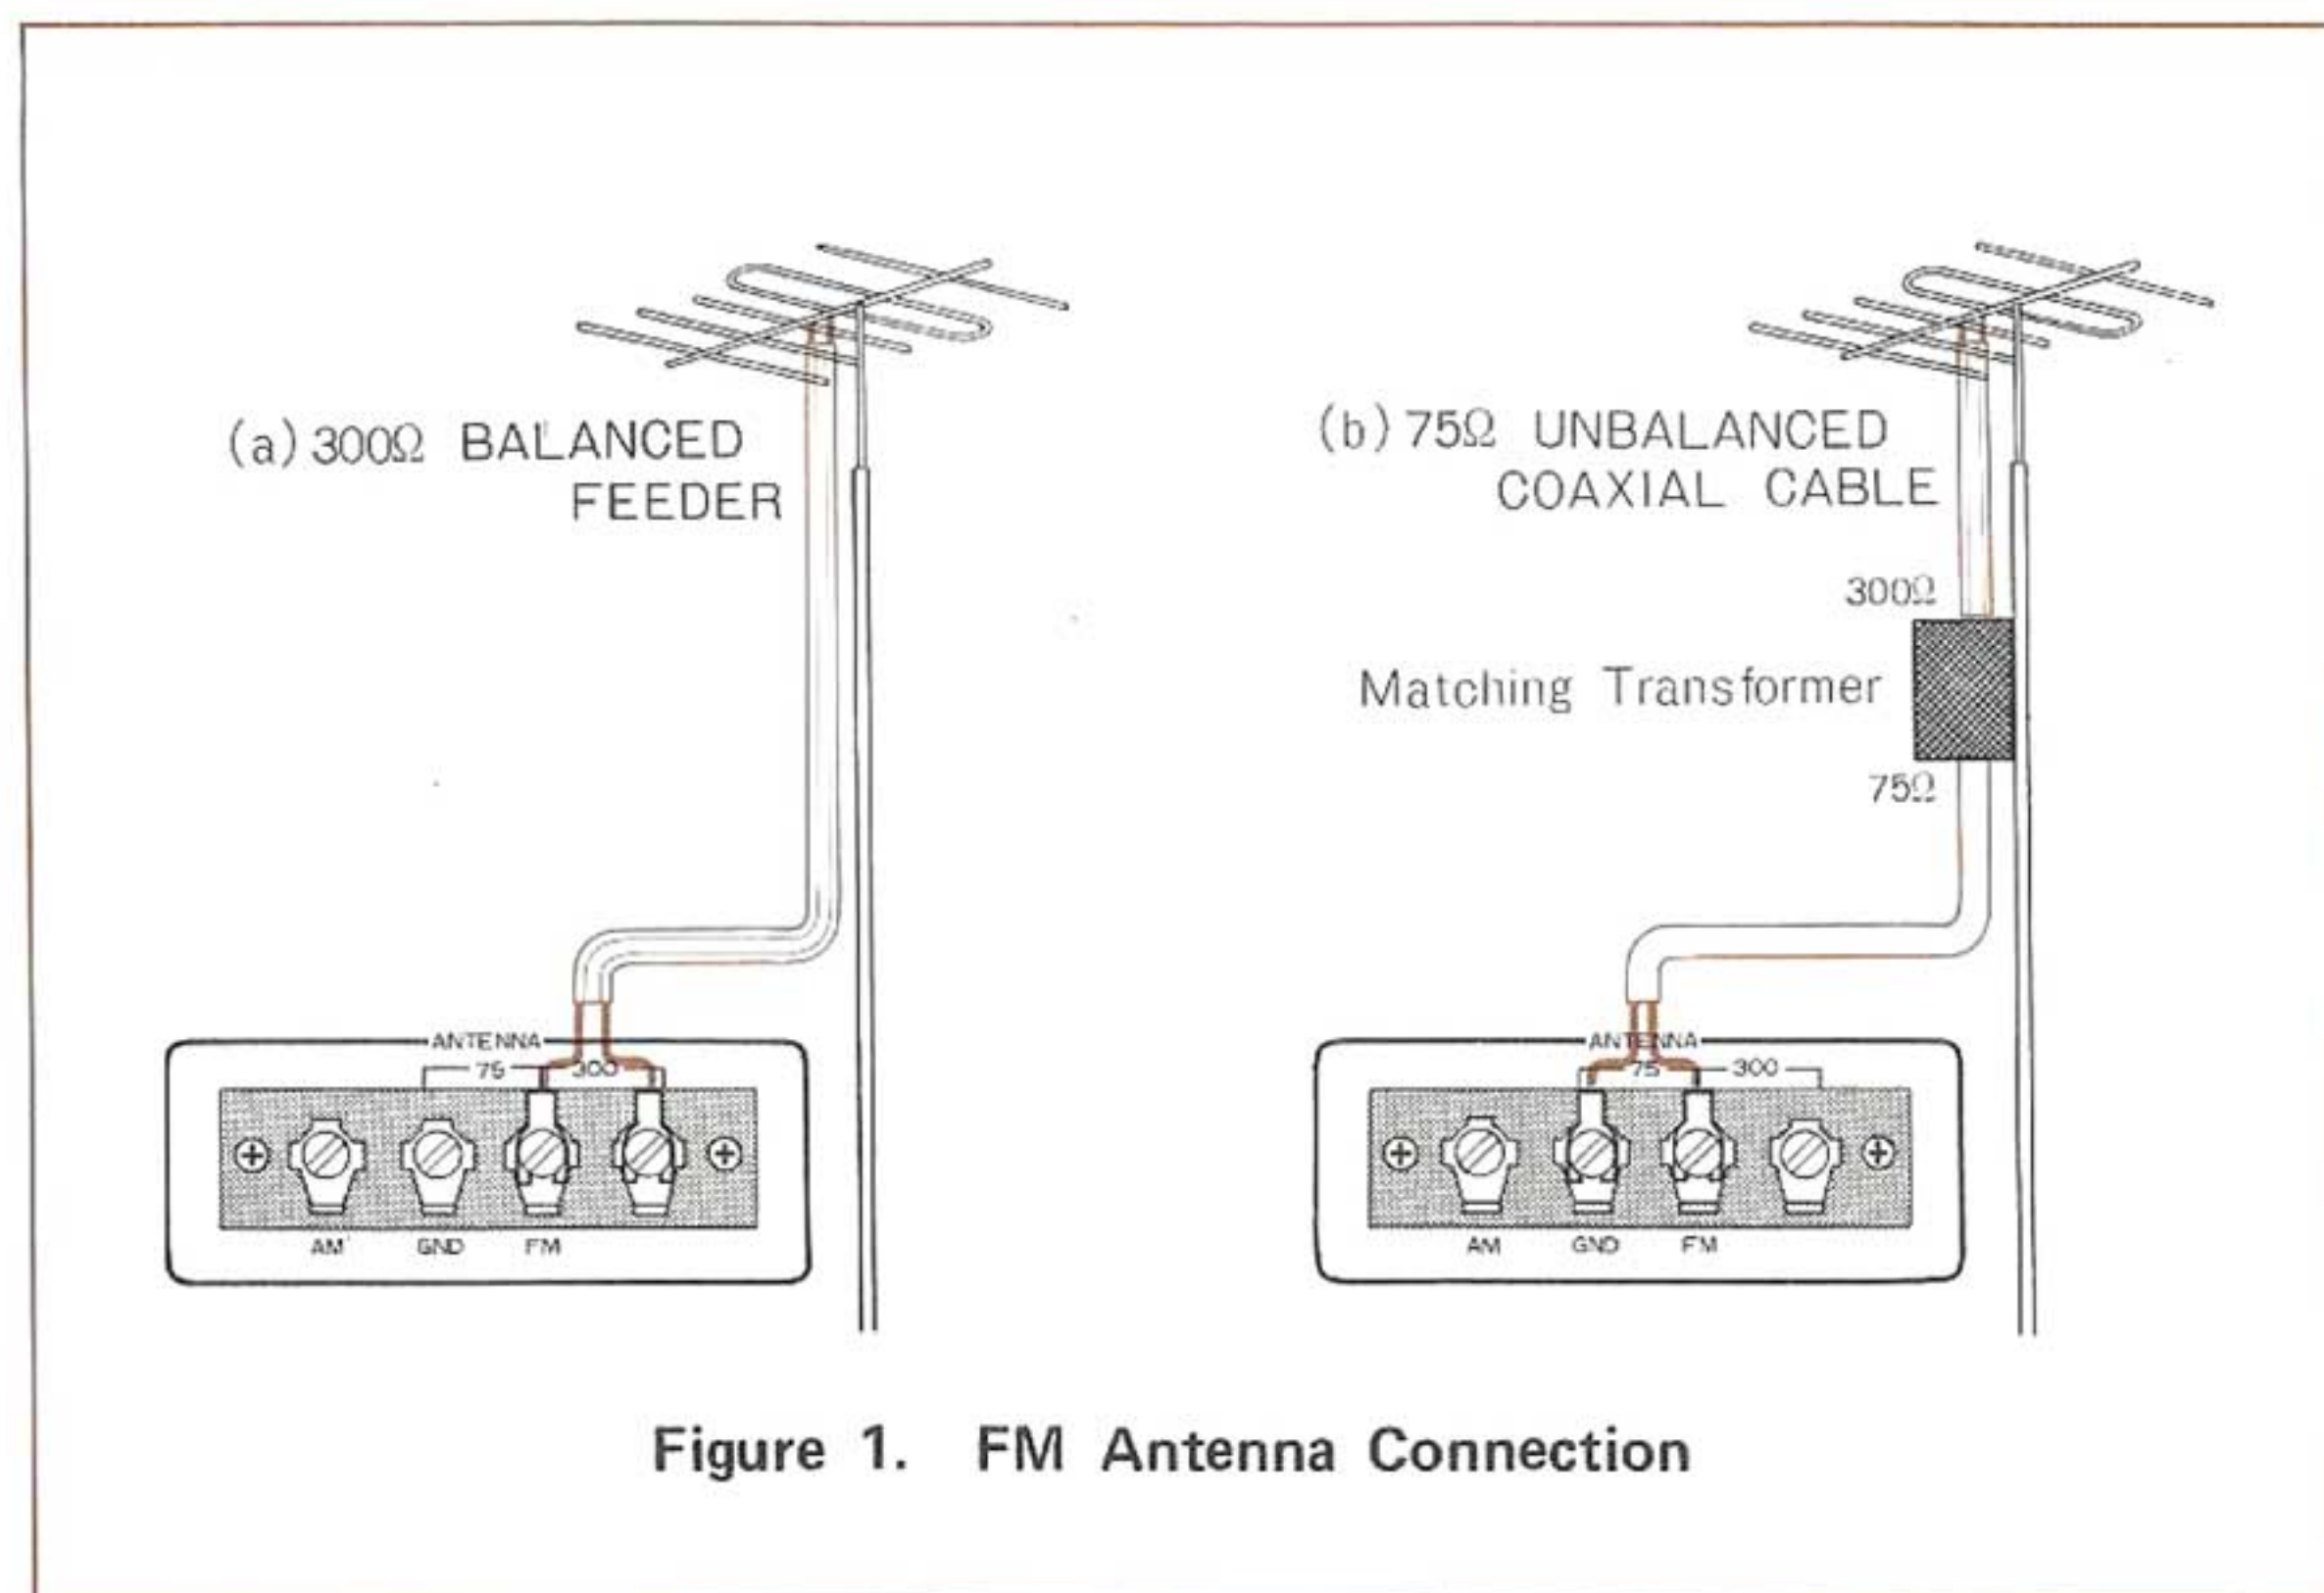 (a) 300Ω BALANCED
FEEDER
ANTENNA
75 300
AM GND FM
(b) 75Ω UNBALANCED
COAXIAL CABLE
300Ω
Matching Transformer
75Ω
ANTENNA
75 300
AM GND FM
Figure 1. FM Antenna Connection